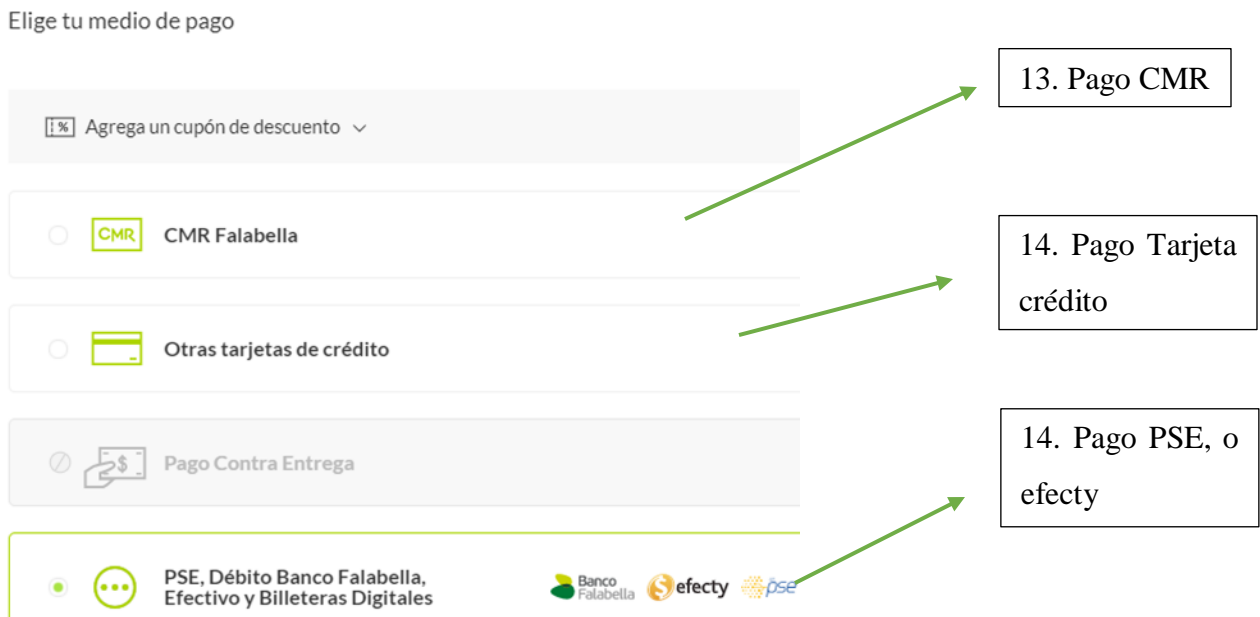 Elige tu medio de pago
13. Pago CMR
% Agrega un cupón de descuento
CMR CMR Falabella
14. Pago Tarjeta
crédito
Otras tarjetas de crédito
$ Pago Contra Entrega
14. Pago PSE, o
efecty
PSE, Débito Banco Falabella,
Efectivo y Billeteras Digitales
Banco
Falabella
$ efecty
pse